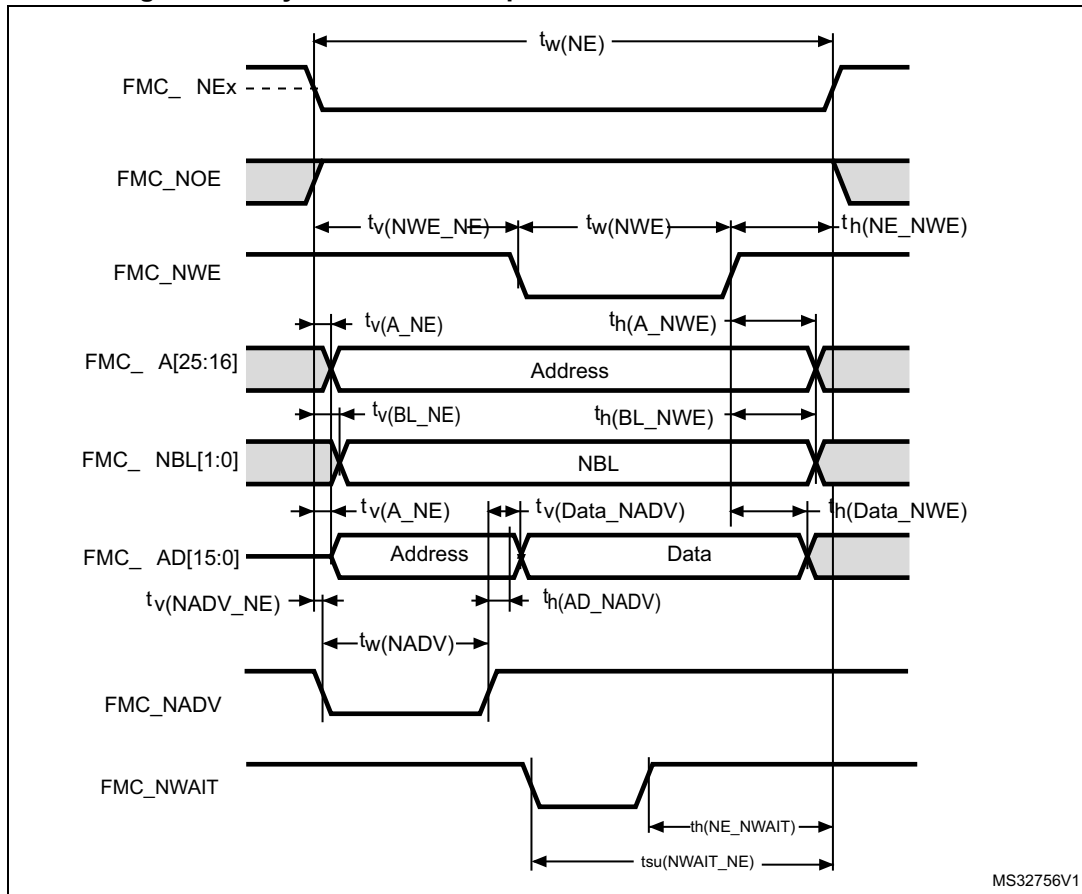 tw(NE)
FMC_ NEx
FMC_NOE
tv(NWE_NE)
tw(NWE)
th(NE_NWE)
FMC_NWE
tv(A_NE)
th(A_NWE)
FMC_ A[25:16]
Address
tv(BL_NE)
th(BL_NWE)
FMC_ NBL[1:0]
NBL
tv(A_NE)
tv(Data_NADV)
th(Data_NWE)
FMC_ AD[15:0]
Address
Data
tv(NADV_NE)
th(AD_NADV)
tw(NADV)
FMC_NADV
FMC_NWAIT
th(NE_NWAIT)
tsu(NWAIT_NE)
MS32756V1